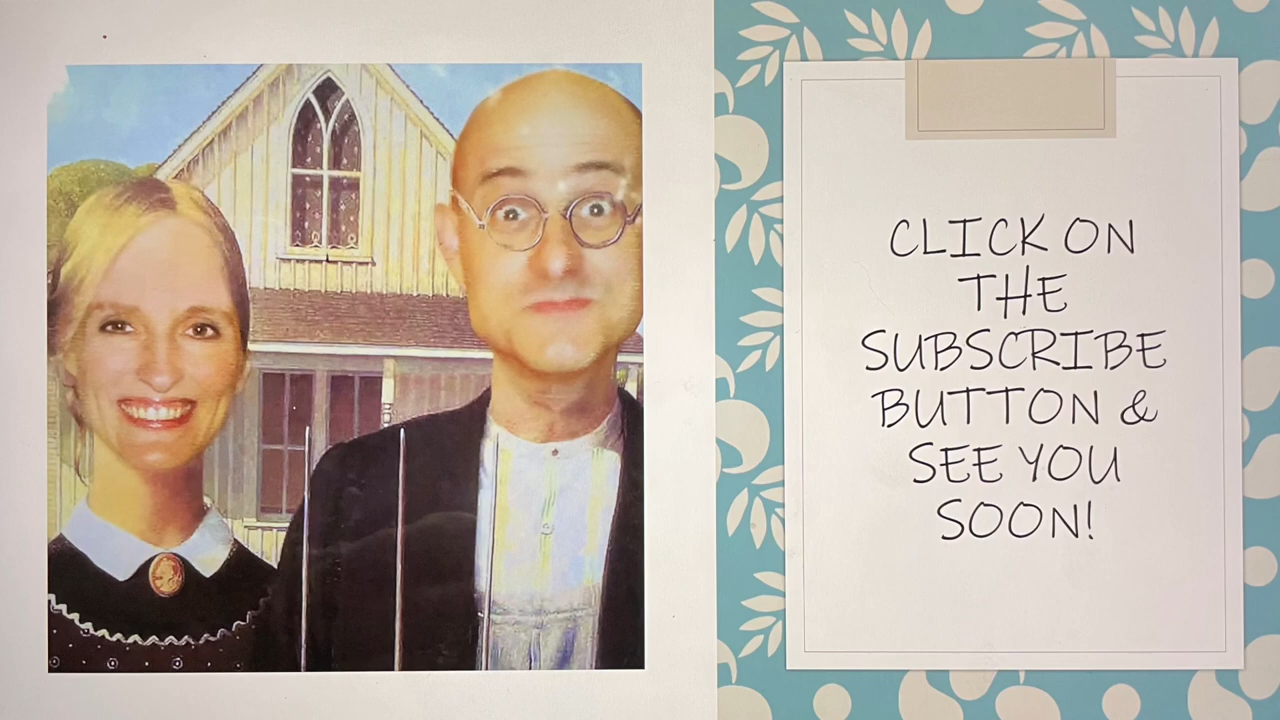 CLICK ON
THE
SUBSCRIBE
BUTTON &
SEE YOU
SOON!